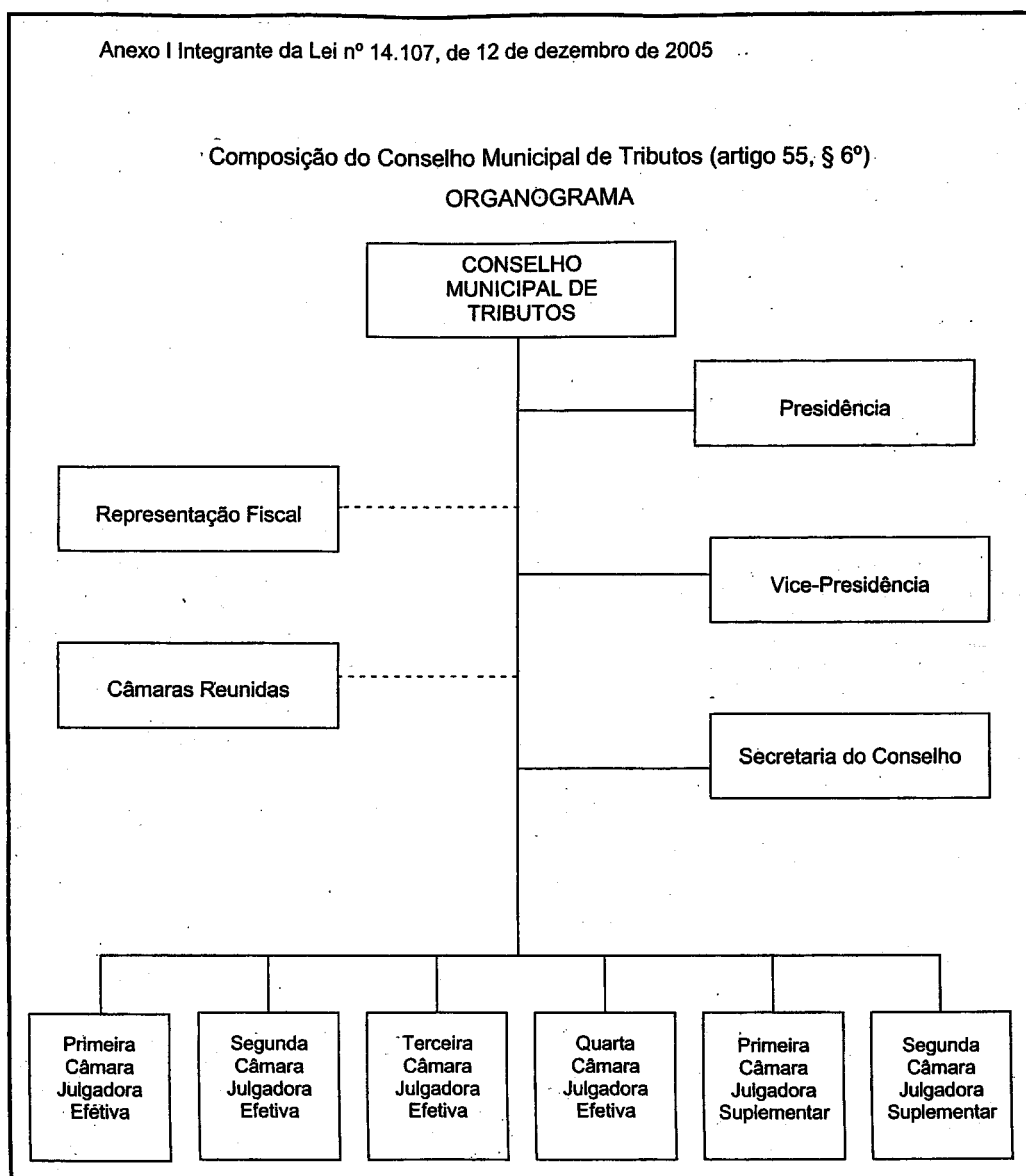 Anexo I Integrante da Lei nº 14.107, de 12 de dezembro de 2005
Composição do Conselho Municipal de Tributos (artigo 55, § 6º)
ORGANOGRAMA
CONSELHO
MUNICIPAL DE
TRIBUTOS
Presidência
Representação Fiscal
Vice-Presidência
Câmaras Reunidas
Secretaria do Conselho
Primeira
Câmara
Julgadora
Efetiva
Segunda
Câmara
Julgadora
Efetiva
Terceira
Câmara
Julgadora
Efetiva
Quarta
Câmara
Julgadora
Efetiva
Primeira
Câmara
Julgadora
Suplementar
Segunda
Câmara
Julgadora
Suplementar